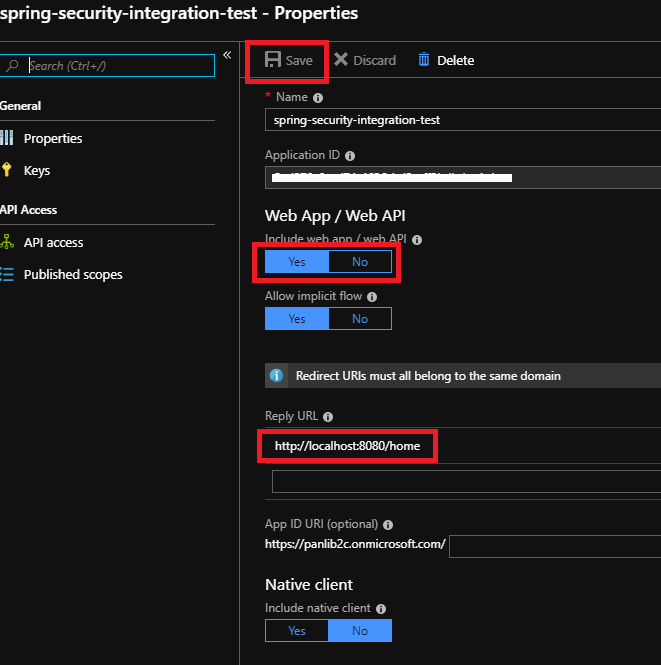 spring-security-integration-test - Properties
Search (Ctrl+/)
«
General
Properties
Keys
API Access
API access
Published scopes
Save Discard Delete
* Name
spring-security-integration-test
Application ID
Web App / Web API
Include web app / web API
Yes No
Allow implicit flow
Yes No
Redirect URIs must all belong to the same domain
Reply URL
http://localhost:8080/home
App ID URI (optional)
https://panlib2c.onmicrosoft.com/
Native client
Include native client
Yes No